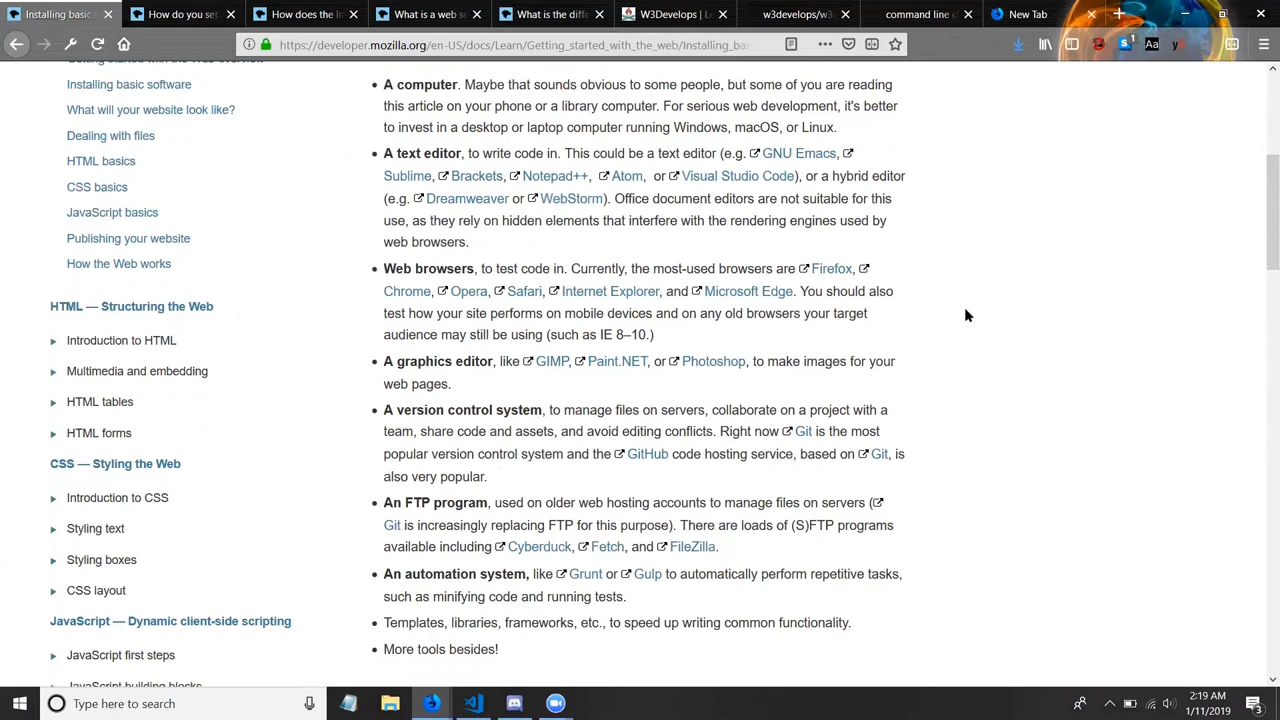 Installing basic
How do you set
How does the In
What is a web s
What is the diffe
W3Develops | Le
w3develops/w3
command line c
New Tab
https://developer.mozilla.org/en-US/docs/Learn/Getting_started_with_the_web/Installing_ba
Getting started with the Web overview
Installing basic software
What will your website look like?
Dealing with files
HTML basics
CSS basics
JavaScript basics
Publishing your website
How the Web works
HTML — Structuring the Web
Introduction to HTML
Multimedia and embedding
HTML tables
HTML forms
CSS — Styling the Web
Introduction to CSS
Styling text
Styling boxes
CSS layout
JavaScript — Dynamic client-side scripting
JavaScript first steps
JavaScript building blocks
A computer. Maybe that sounds obvious to some people, but some of you are reading
this article on your phone or a library computer. For serious web development, it's better
to invest in a desktop or laptop computer running Windows, macOS, or Linux.
A text editor, to write code in. This could be a text editor (e.g. GNU Emacs,
Sublime, Brackets, Notepad++, Atom, or Visual Studio Code), or a hybrid editor
(e.g. Dreamweaver or WebStorm). Office document editors are not suitable for this
use, as they rely on hidden elements that interfere with the rendering engines used by
web browsers.
Web browsers, to test code in. Currently, the most-used browsers are Firefox,
Chrome, Opera, Safari, Internet Explorer, and Microsoft Edge. You should also
test how your site performs on mobile devices and on any old browsers your target
audience may still be using (such as IE 8–10.)
A graphics editor, like GIMP, Paint.NET, or Photoshop, to make images for your
web pages.
A version control system, to manage files on servers, collaborate on a project with a
team, share code and assets, and avoid editing conflicts. Right now Git is the most
popular version control system and the GitHub code hosting service, based on Git, is
also very popular.
An FTP program, used on older web hosting accounts to manage files on servers (
Git is increasingly replacing FTP for this purpose). There are loads of (S)FTP programs
available including Cyberduck, Fetch, and FileZilla.
An automation system, like Grunt or Gulp to automatically perform repetitive tasks,
such as minifying code and running tests.
Templates, libraries, frameworks, etc., to speed up writing common functionality.
More tools besides!
Type here to search
2:19 AM
1/11/2019
3